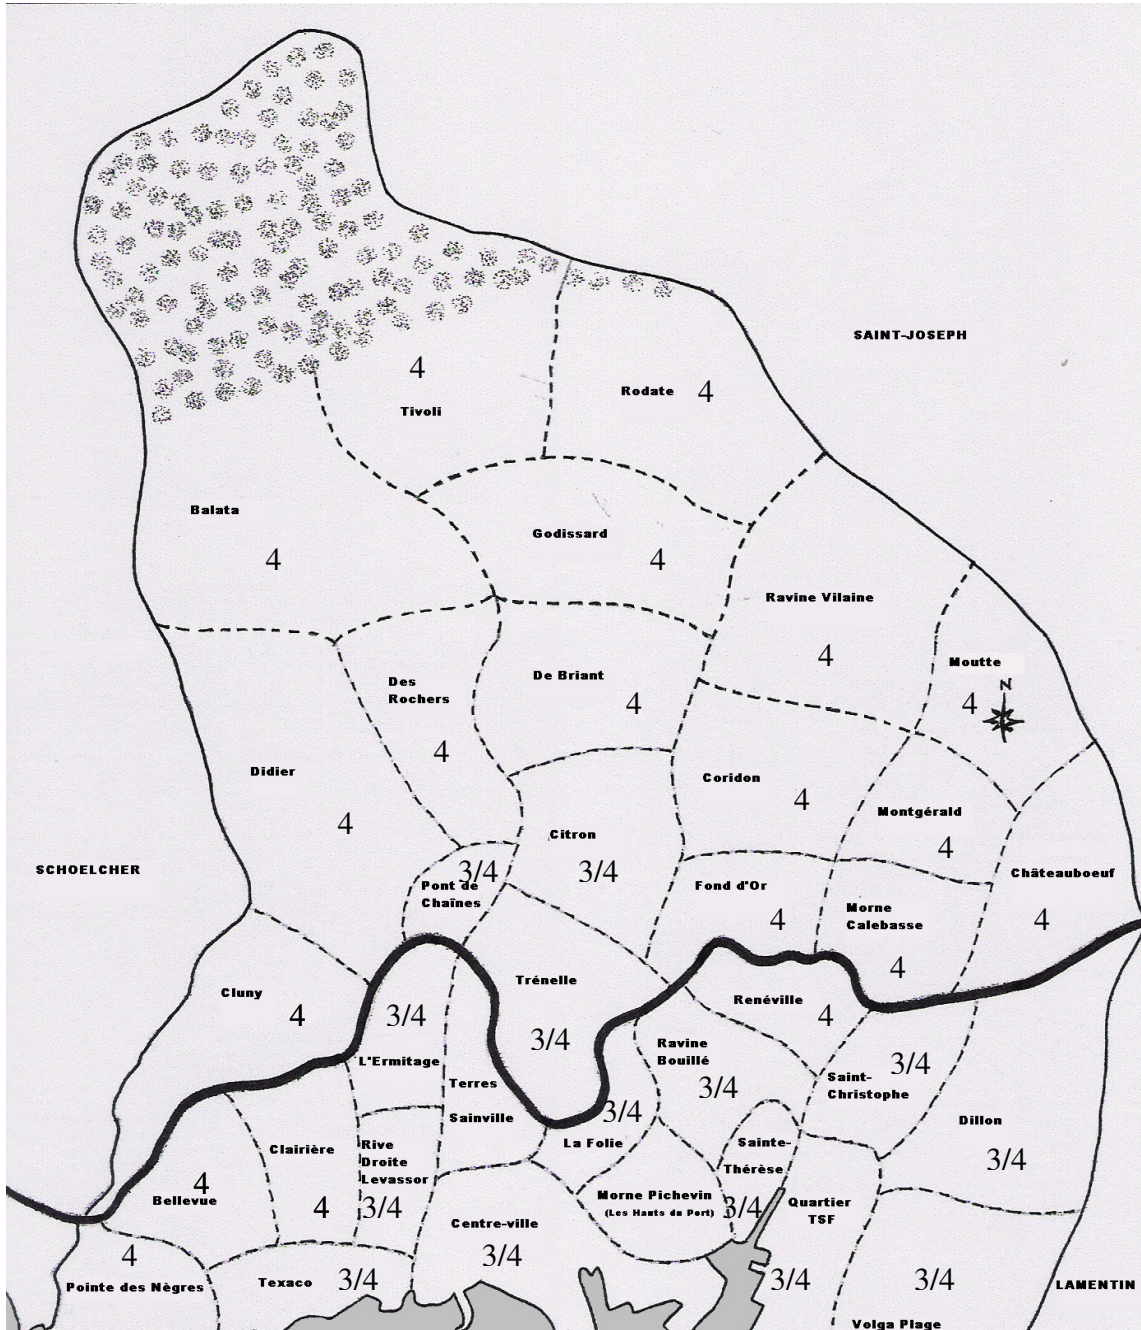 SAINT-JOSEPH
4
Tivoli
Rodate 4
Balata
4
Godissard
4
Ravine Vilaine
4
Moutte
4
N
Des
Rochers
4
De Briant
4
Didier
4
Coridon
4
Montgérald
4
Citron
3/4
SCHOELCHER
3/4
Pont de
Chaînes
Fond d'Or
4
Morne
Calebasse
4
Châteauboeuf
4
Cluny
4
3/4
L'Ermitage
Trénelle
3/4
Renéville
4
Ravine
Bouillé
3/4
Saint-
Christophe
3/4
Terres
Sainville
3/4
La Folie
Dillon
3/4
Clairière
4
Rive
Droite
Levassor
3/4
Bellevue
4
Sainte-
Thérèse
3/4
Morne Pichevin
(Les Hauts du Port)
Quartier
TSF
3/4
Centre-ville
3/4
4
Pointe des Nègres
Texaco 3/4
3/4
Volga Plage
LAMENTIN